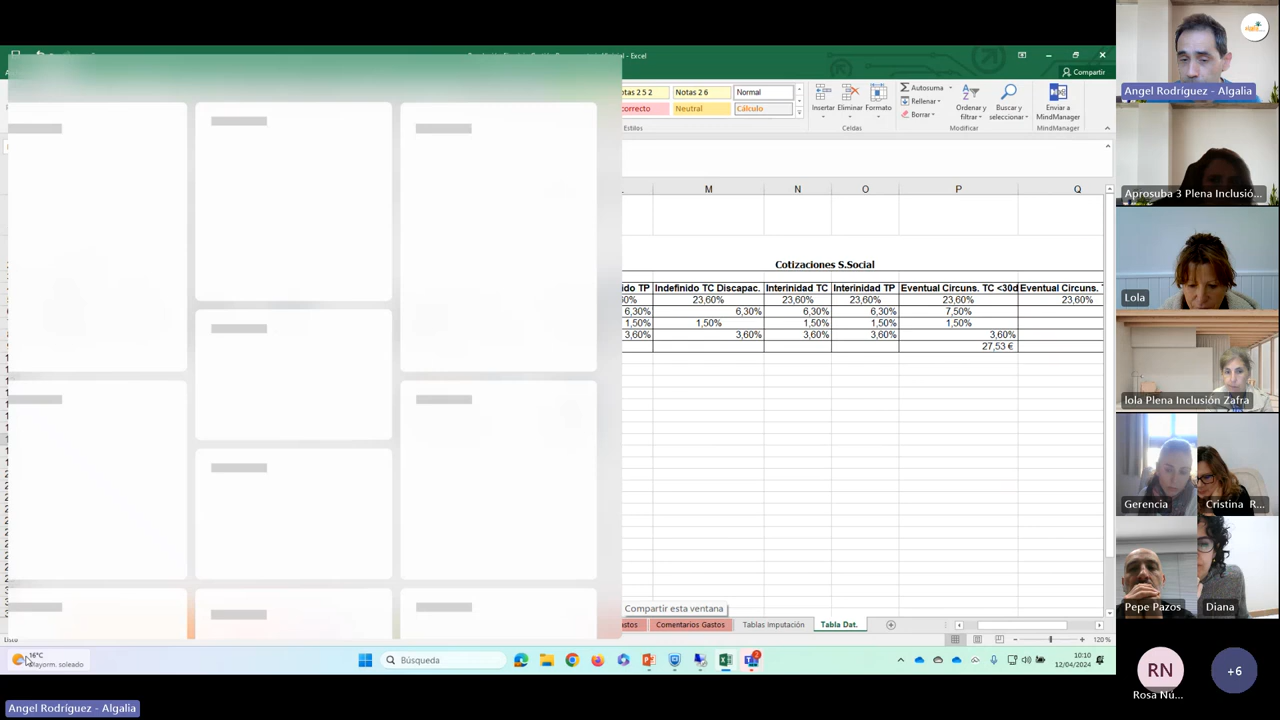 - Excel
Compartir
Notas 2 5 2
Notas 2 6
Normal
Neutral
Cálculo
Estilos
Insertar
Eliminar
Formato
Celdas
Autosuma
Rellenar
Borrar
Ordenar y filtrar
Buscar y seleccionar
Modificar
Enviar a MindManager
MindManager
M N O P Q
Cotizaciones S.Social
Indefinido TC Discapac. Interinidad TC Interinidad TP Eventual Circuns. TC <30d Eventual Circuns.
23,60% 23,60% 23,60% 23,60% 23,60%
6,30% 6,30% 6,30% 6,30% 7,50%
1,50% 1,50% 1,50% 1,50% 1,50%
3,60% 3,60% 3,60% 3,60% 3,60%
27,53 €
Compartir esta ventana
Comentarios Gastos
Tablas Imputación
Tabla Dat.
120 %
16°C
Mayorm. soleado
Búsqueda
10:10
12/04/2024
Angel Rodríguez - Algalia
Angel Rodríguez - Algalia
Aprosuba 3 Plena Inclusió...
Lola
lola Plena Inclusión Zafra
Gerencia
Cristina R...
Pepe Pazos
Diana
RN
Rosa Nú...
+6